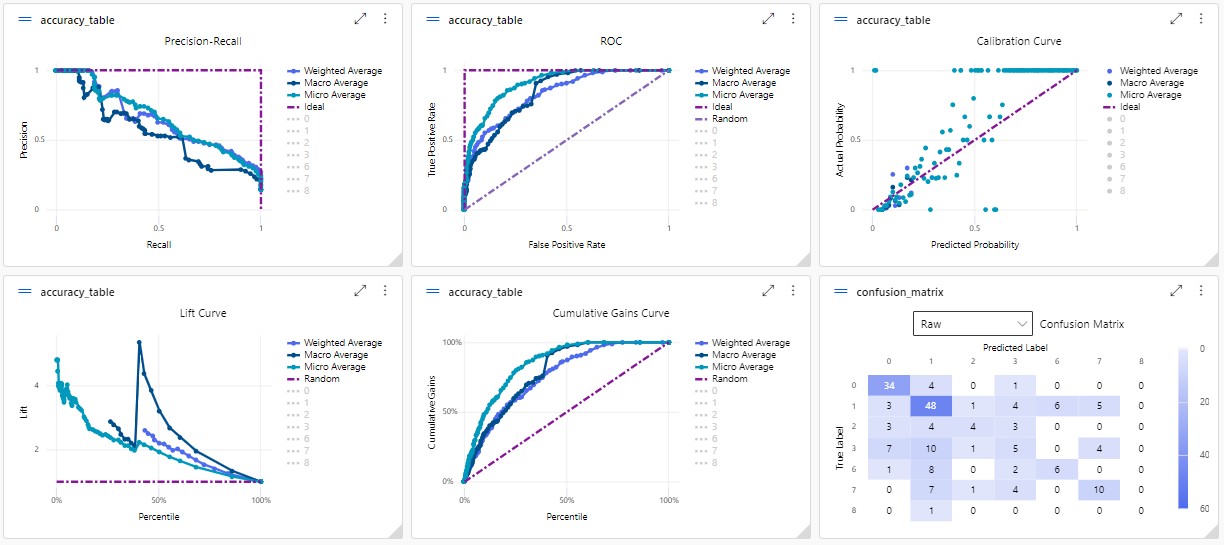 accuracy_table
Precision-Recall
1
0.5
0
Precision
0
0.5
1
Recall
Weighted Average
Macro Average
Micro Average
Ideal
0
1
2
3
6
7
8
accuracy_table
ROC
1
0.5
0
True Positive Rate
0
0.5
1
False Positive Rate
Weighted Average
Macro Average
Micro Average
Ideal
Random
0
1
2
3
6
7
8
accuracy_table
Calibration Curve
1
0.5
0
Actual Probability
0
0.5
1
Predicted Probability
Weighted Average
Macro Average
Micro Average
Ideal
0
1
2
3
6
7
8
accuracy_table
Lift Curve
4
2
Lift
0%
50%
100%
Percentile
Weighted Average
Macro Average
Micro Average
Random
0
1
2
3
6
7
8
accuracy_table
Cumulative Gains Curve
100%
50%
0%
Cumulative Gains
0%
50%
100%
Percentile
Weighted Average
Macro Average
Micro Average
Random
0
1
2
3
6
7
8
confusion_matrix
Raw
Confusion Matrix
Predicted Label
0 1 2 3 6 7 8
True Label
0 34 4 0 1 0 0 0
1 3 48 1 4 6 5 0
2 3 4 4 3 0 0 0
3 7 10 1 5 0 4 0
6 1 8 0 2 6 0 0
7 0 7 1 4 0 10 0
8 0 1 0 0 0 0 0
0
20
40
60